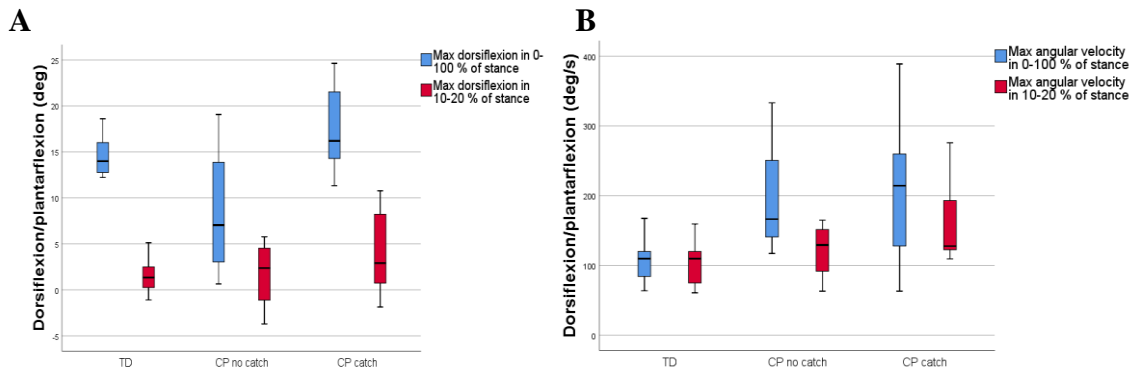 A
Dorsiflexion/plantarflexion (deg)
25
20
15
10
5
0
-5
TD
CP no catch
CP catch
Max dorsiflexion in 0-
100 % of stance
Max dorsiflexion in
10-20 % of stance
B
Dorsiflexion/plantarflexion (deg/s)
400
300
200
100
0
TD
CP no catch
CP catch
Max angular velocity
in 0-100 % of stance
Max angular velocity
in 10-20 % of stance